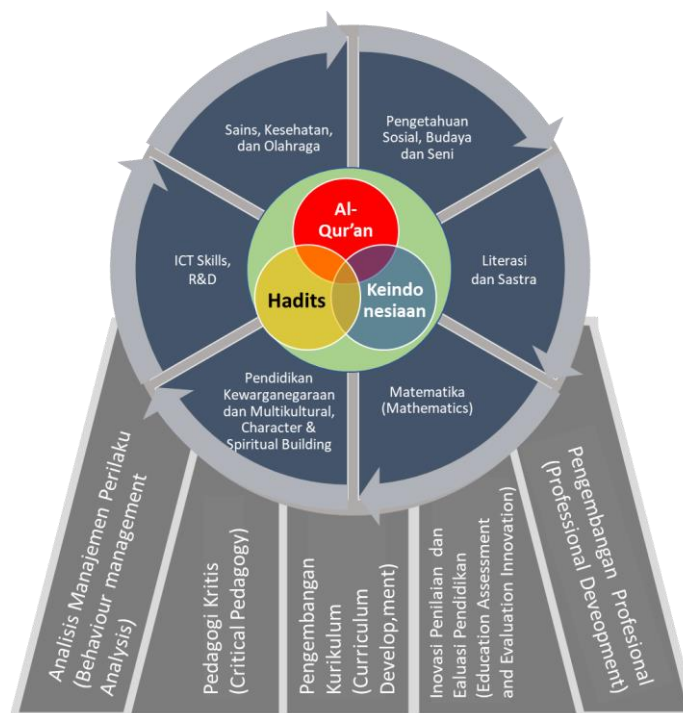 Sains, Kesehatan,
dan Olahraga
Pengetahuan
Sosial, Budaya
dan Seni
ICT Skills,
R&D
Al-
Qur'an
Hadits
Keindo
nesiaan
Literasi
dan Sastra
Pendidikan
Kewarganegaraan
dan Multikultural,
Character &
Spiritual Building
Matematika
(Mathematics)
Analisis Manajemen Perilaku
(Behaviour management
Analysis)
Pedagogi Kritis
(Critical Pedagogy)
Pengembangan
Kurikulum
(Curriculum
Develop,ment)
Inovasi Penilaian dan
Ealuasi Pendidikan
(Education Assessment
and Evaluation Innovation)
Pengembangan Profesional
(Professional Deveopment)